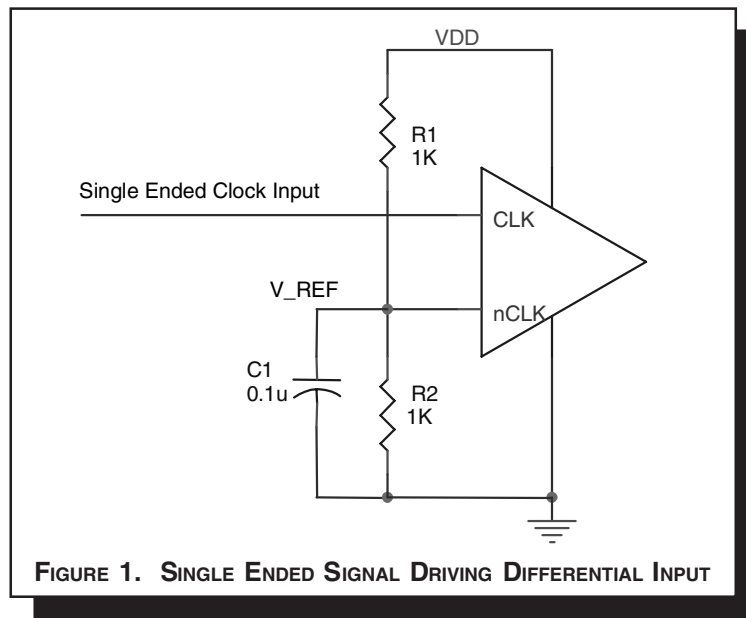 VDD
R1
1K
Single Ended Clock Input
CLK
V_REF
nCLK
C1
0.1u
R2
1K
FIGURE 1. SINGLE ENDED SIGNAL DRIVING DIFFERENTIAL INPUT